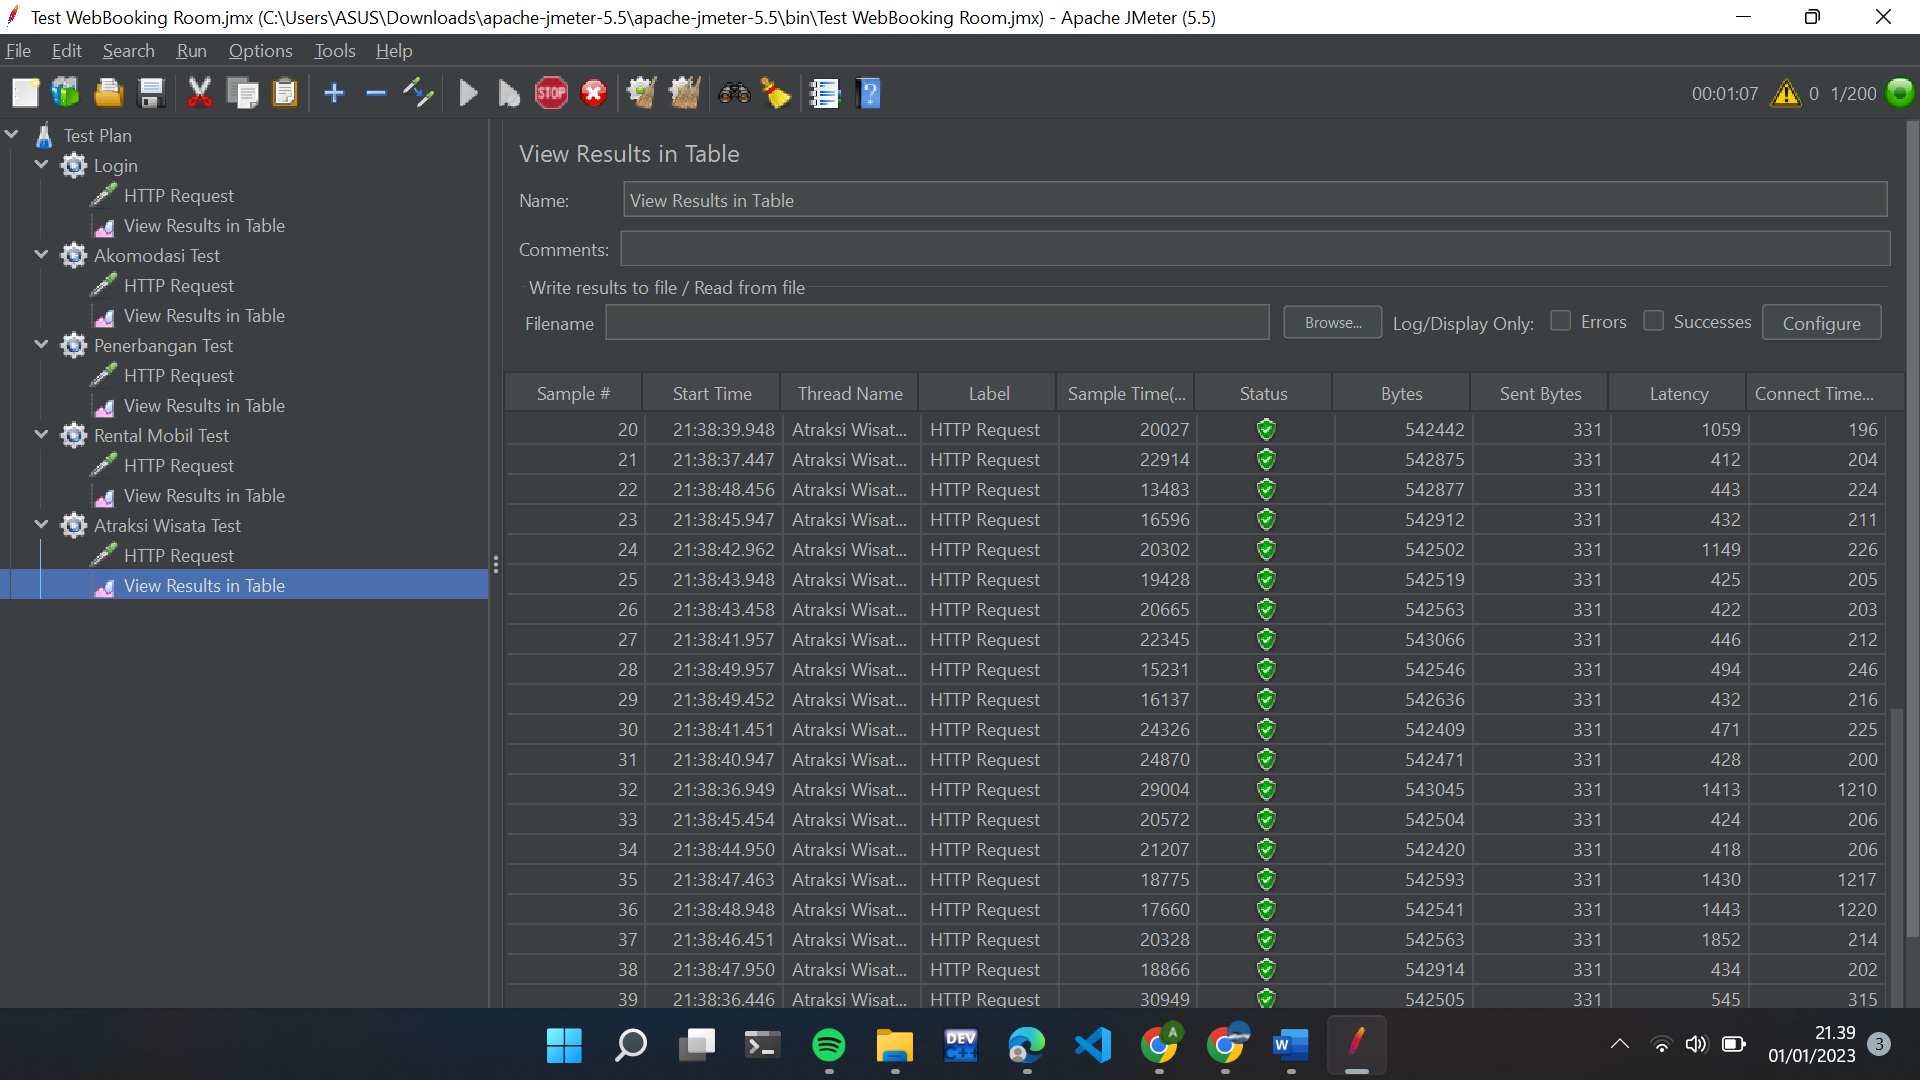 Test WebBooking Room.jmx (C:\Users\ASUS\Downloads\apache-jmeter-5.5\apache-jmeter-5.5\bin\Test WebBooking Room.jmx) - Apache JMeter (5.5)
File Edit Search Run Options Tools Help
STOP
00:01:07 0 1/200
Test Plan
Login
HTTP Request
View Results in Table
Akomodasi Test
HTTP Request
View Results in Table
Penerbangan Test
HTTP Request
View Results in Table
Rental Mobil Test
HTTP Request
View Results in Table
Atraksi Wisata Test
HTTP Request
View Results in Table
View Results in Table
Name: View Results in Table
Comments:
Write results to file / Read from file
Filename Browse... Log/Display Only: Errors Successes Configure
Sample # Start Time Thread Name Label Sample Time(... Status Bytes Sent Bytes Latency Connect Time...
20 21:38:39.948 Atraksi Wisat... HTTP Request 20027 542442 331 1059 196
21 21:38:37.447 Atraksi Wisat... HTTP Request 22914 542875 331 412 204
22 21:38:48.456 Atraksi Wisat... HTTP Request 13483 542877 331 443 224
23 21:38:45.947 Atraksi Wisat... HTTP Request 16596 542912 331 432 211
24 21:38:42.962 Atraksi Wisat... HTTP Request 20302 542502 331 1149 226
25 21:38:43.948 Atraksi Wisat... HTTP Request 19428 542519 331 425 205
26 21:38:43.458 Atraksi Wisat... HTTP Request 20665 542563 331 422 203
27 21:38:41.957 Atraksi Wisat... HTTP Request 22345 543066 331 446 212
28 21:38:49.957 Atraksi Wisat... HTTP Request 15231 542546 331 494 246
29 21:38:49.452 Atraksi Wisat... HTTP Request 16137 542636 331 432 216
30 21:38:41.451 Atraksi Wisat... HTTP Request 24326 542409 331 471 225
31 21:38:40.947 Atraksi Wisat... HTTP Request 24870 542471 331 428 200
32 21:38:36.949 Atraksi Wisat... HTTP Request 29004 543045 331 1413 1210
33 21:38:45.454 Atraksi Wisat... HTTP Request 20572 542504 331 424 206
34 21:38:44.950 Atraksi Wisat... HTTP Request 21207 542420 331 418 206
35 21:38:47.463 Atraksi Wisat... HTTP Request 18775 542593 331 1430 1217
36 21:38:48.948 Atraksi Wisat... HTTP Request 17660 542541 331 1443 1220
37 21:38:46.451 Atraksi Wisat... HTTP Request 20328 542563 331 1852 214
38 21:38:47.950 Atraksi Wisat... HTTP Request 18866 542914 331 434 202
39 21:38:36.446 Atraksi Wisat... HTTP Request 30949 542505 331 545 315
DEV C++
A
W
21.39
01/01/2023
3